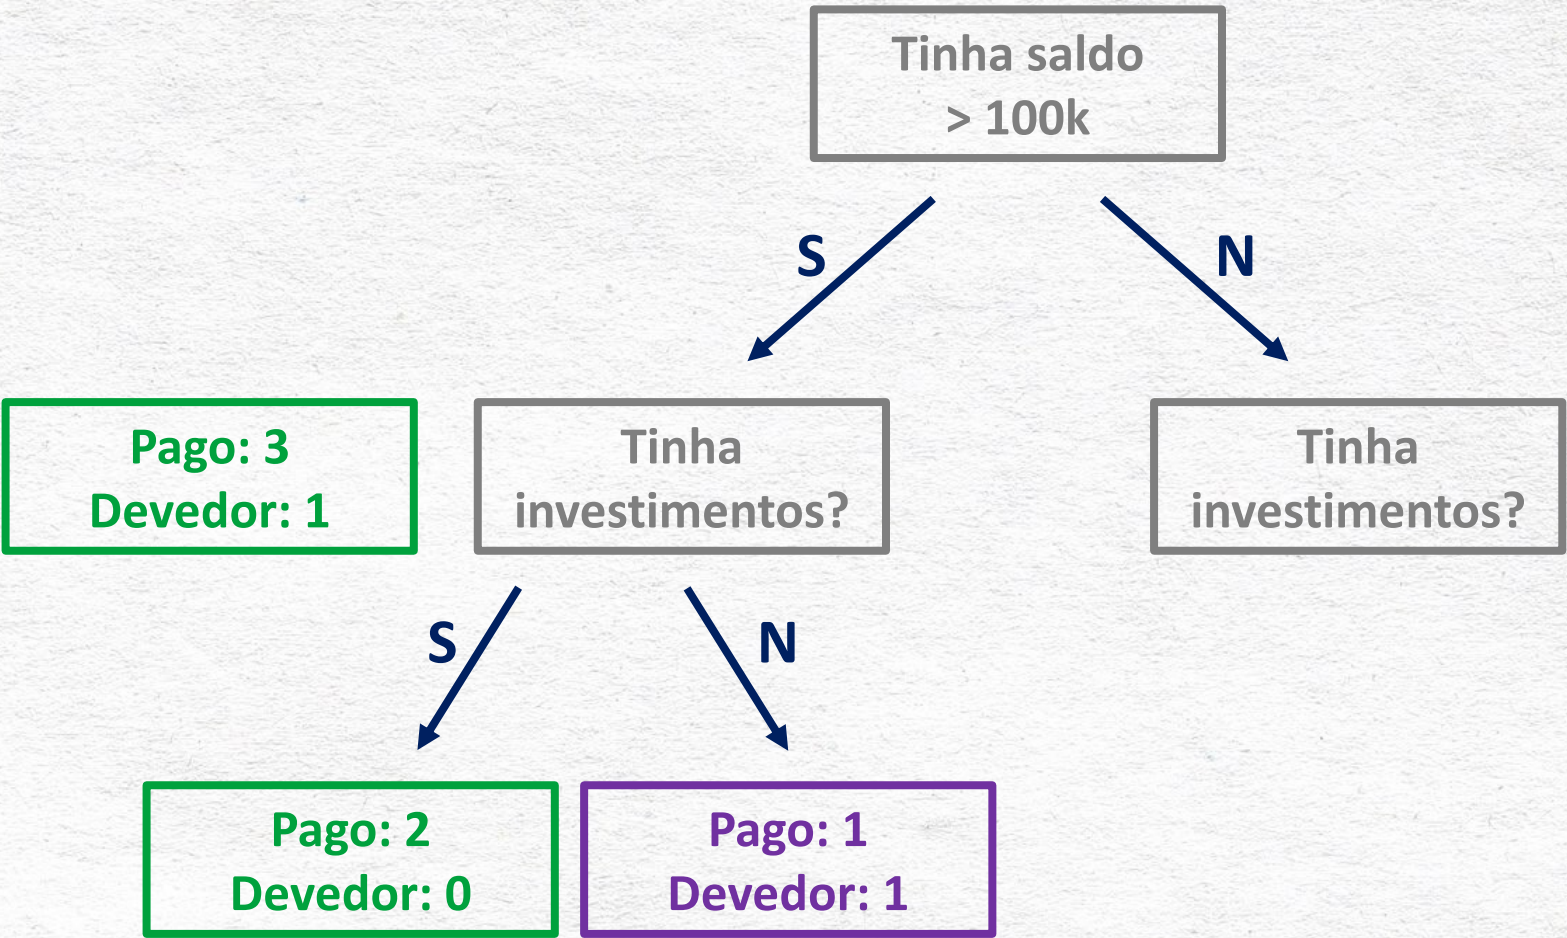 Tinha saldo
> 100k
S
N
Pago: 3
Devedor: 1
Tinha
investimentos?
Tinha
investimentos?
S
N
Pago: 2
Devedor: 0
Pago: 1
Devedor: 1